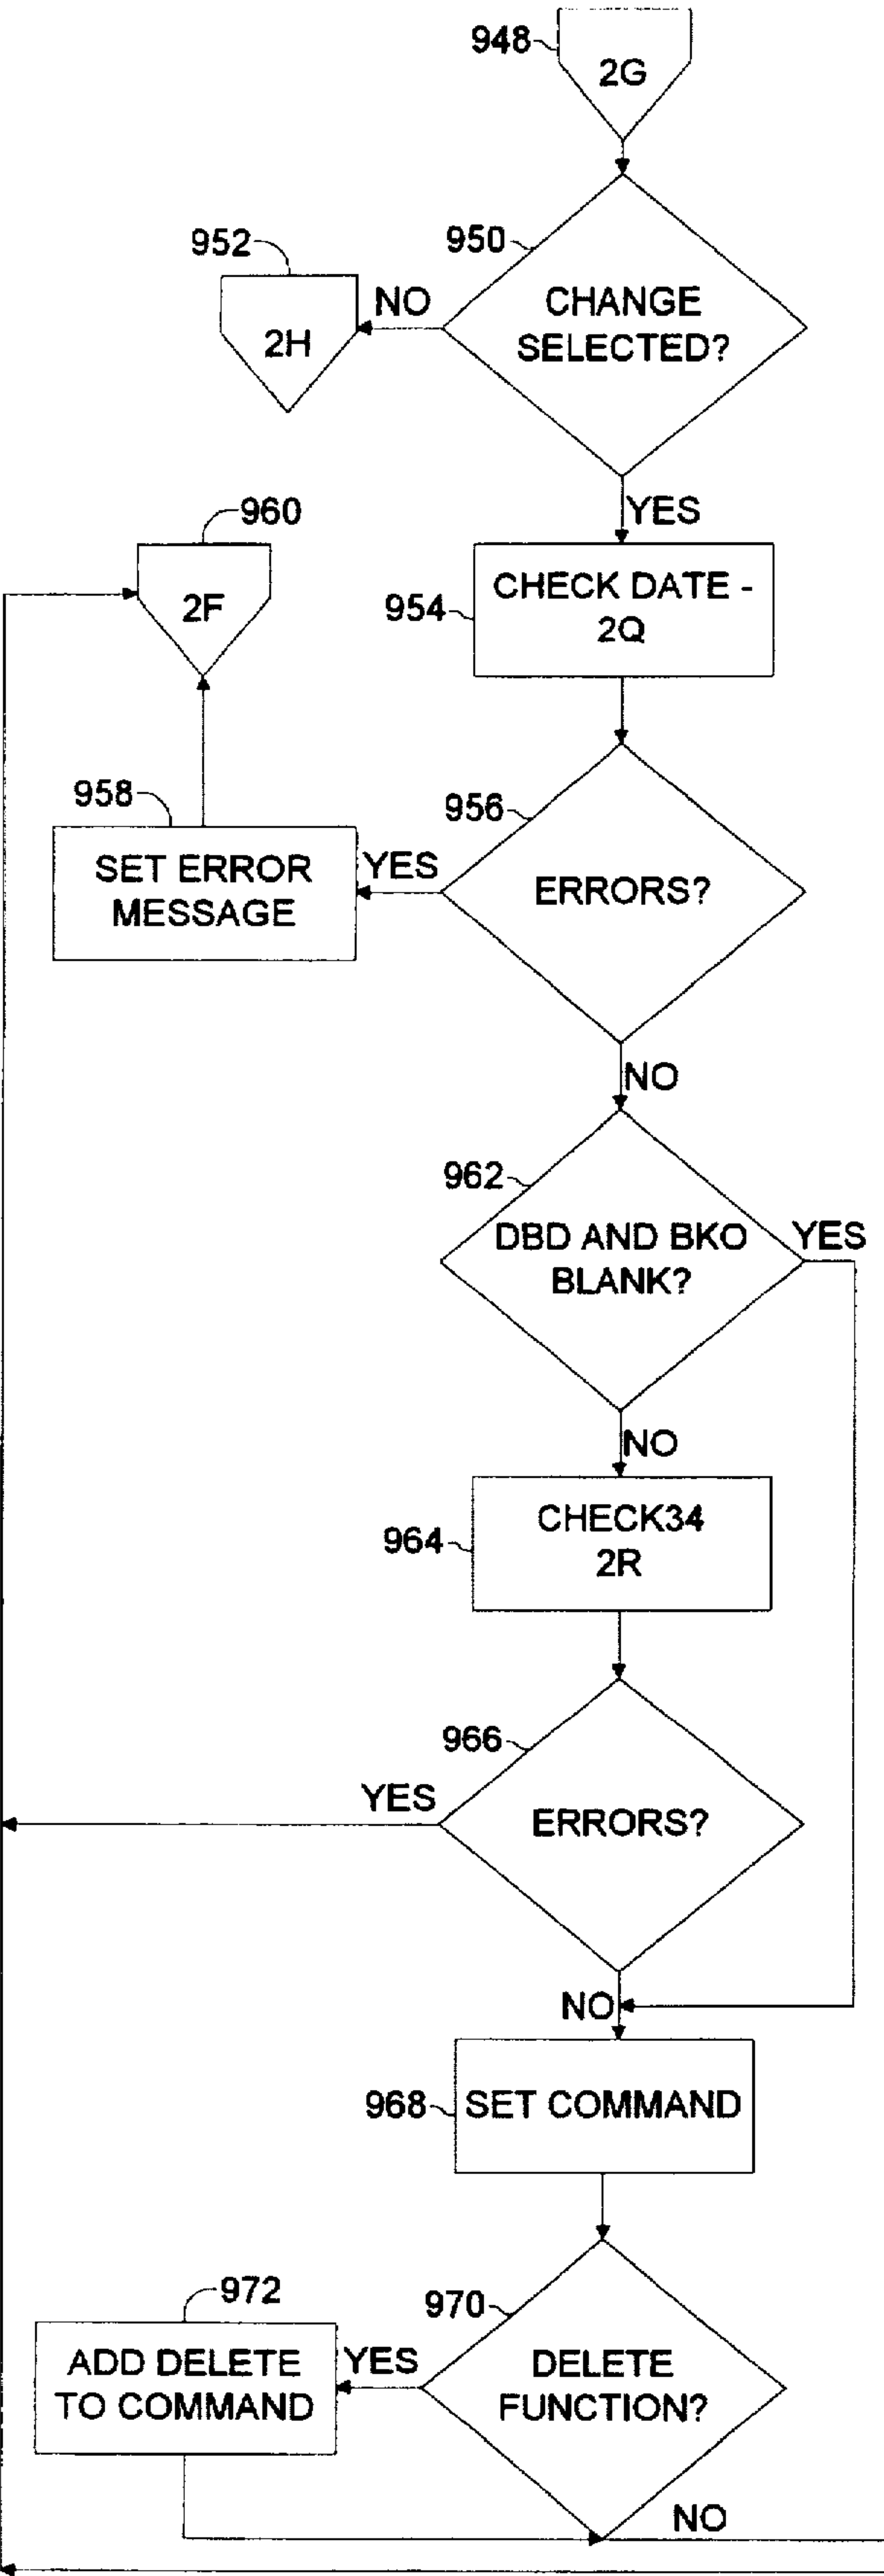 948
2G
950
CHANGE
SELECTED?
952
NO
2H
YES
960
2F
954
CHECK DATE -
2Q
958
SET ERROR
MESSAGE
YES
956
ERRORS?
NO
962
DBD AND BKO
BLANK?
YES
NO
964
CHECK34
2R
966
YES
ERRORS?
NO
968
SET COMMAND
972
970
ADD DELETE
TO COMMAND
YES
DELETE
FUNCTION?
NO